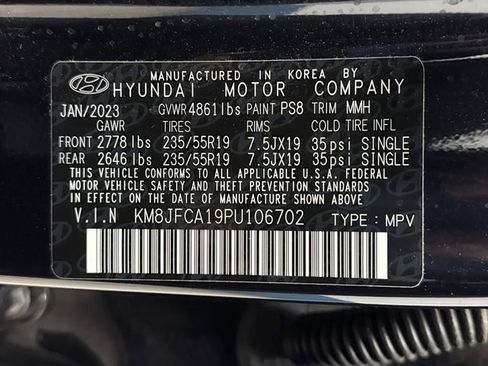 MANUFACTURED IN KOREA BY
HYUNDAI MOTOR COMPANY
JAN/2023 GVWR 4861 lbs PAINT PS8 TRIM MMH
GAWR TIRES RIMS COLD TIRE INFL
FRONT 2778 lbs 235/55R19 7.5JX19 35psi SINGLE
REAR 2646 lbs 235/55R19 7.5JX19 35psi SINGLE
THIS VEHICLE CONFORMS TO ALL APPLICABLE U.S.A. FEDERAL
MOTOR VEHICLE SAFETY, BUMPER, AND THEFT PREVENTION
STANDARDS IN EFFECT ON THE DATE OF MANUFACTURE SHOWN ABOVE.
V.I.N KM8JFCA19PU106702 TYPE : MPV